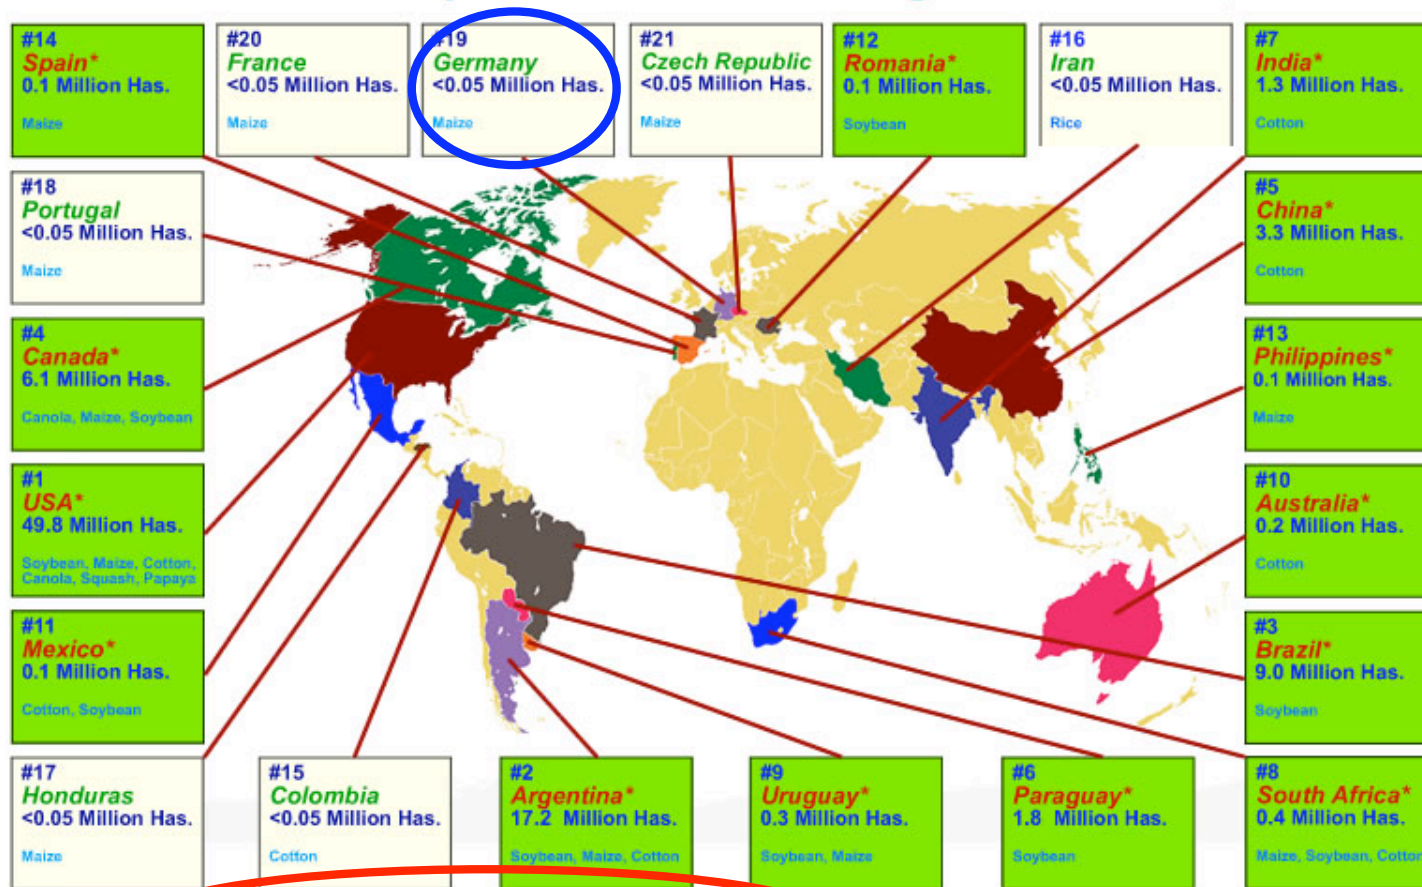 #14
Spain*
0.1 Million Has.
Maize
#20
France
<0.05 Million Has.
Maize
#19
Germany
<0.05 Million Has.
Maize
#21
Czech Republic
<0.05 Million Has.
Maize
#12
Romania*
0.1 Million Has.
Soybean
#16
Iran
<0.05 Million Has.
Rice
#7
India*
1.3 Million Has.
Cotton
#18
Portugal
<0.05 Million Has.
Maize
#5
China*
3.3 Million Has.
Cotton
#4
Canada*
6.1 Million Has.
Canola, Maize, Soybean
#13
Philippines*
0.1 Million Has.
Maize
#1
USA*
49.8 Million Has.
Soybean, Maize, Cotton,
Canola, Squash, Papaya
#10
Australia*
0.2 Million Has.
Cotton
#11
Mexico*
0.1 Million Has.
Cotton, Soybean
#3
Brazil*
9.0 Million Has.
Soybean
#17
Honduras
<0.05 Million Has.
Maize
#15
Colombia
<0.05 Million Has.
Cotton
#2
Argentina*
17.2 Million Has.
Soybean, Maize, Cotton
#9
Uruguay*
0.3 Million Has.
Soybean, Maize
#6
Paraguay*
1.8 Million Has.
Soybean
#8
South Africa*
0.4 Million Has.
Maize, Soybean, Cotton